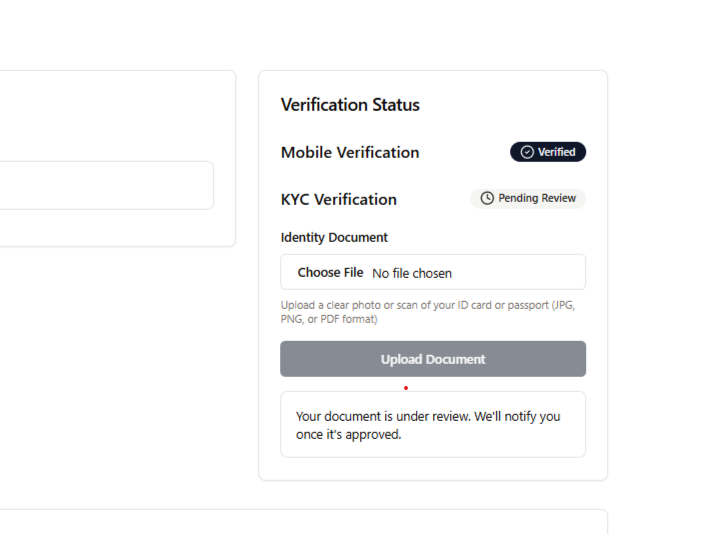 Verification Status
Mobile Verification
Verified
KYC Verification
Pending Review
Identity Document
Choose File No file chosen
Upload a clear photo or scan of your ID card or passport (JPG,
PNG, or PDF format)
Upload Document
Your document is under review. We'll notify you
once it's approved.